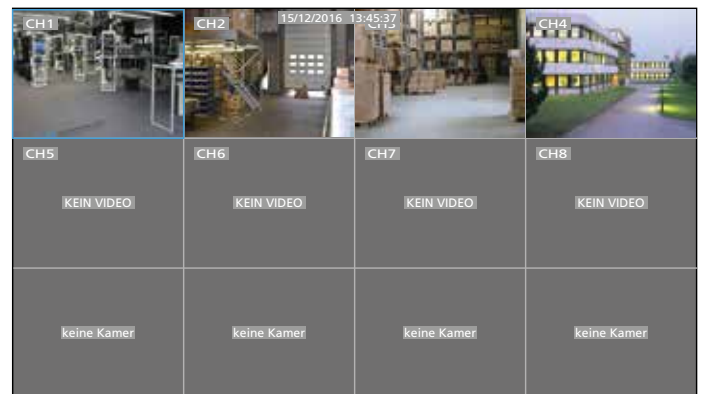 CH1
CH2
15/12/2016 13:45:37
CH3
CH4
CH5
CH6
CH7
CH8
KEIN VIDEO
KEIN VIDEO
KEIN VIDEO
KEIN VIDEO
keine Kamer
keine Kamer
keine Kamer
keine Kamer